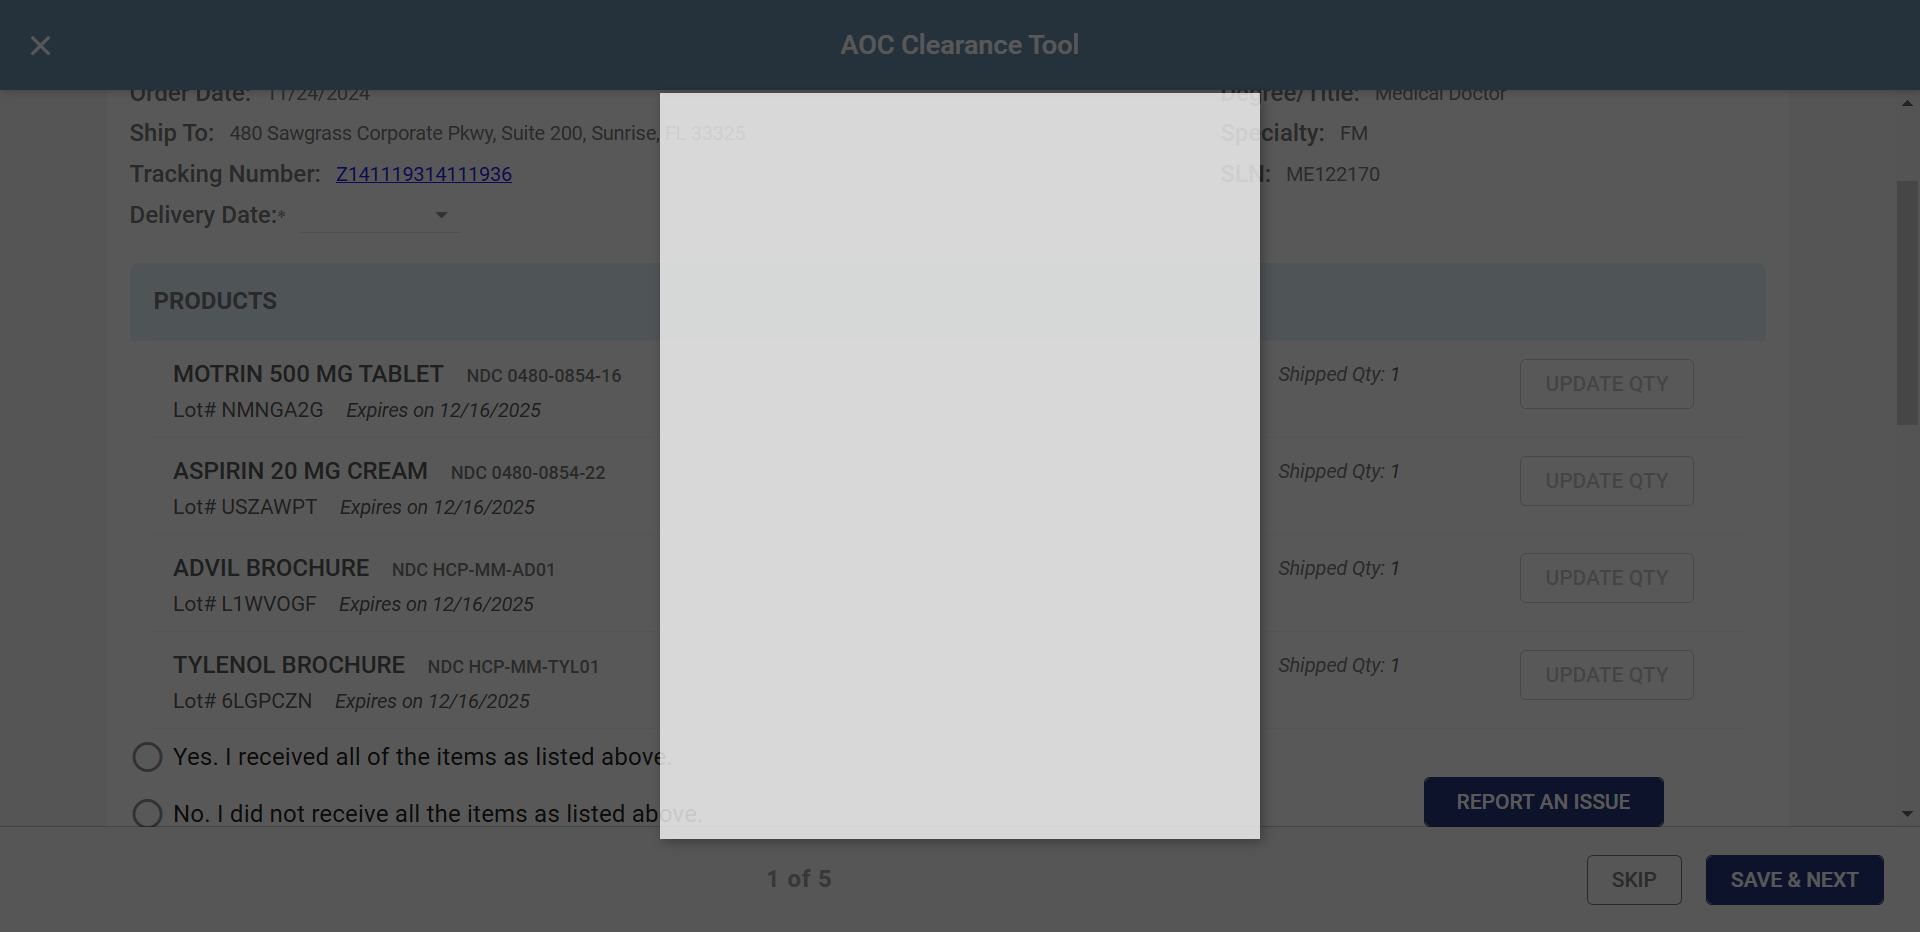 AOC Clearance Tool
Order Date: 11/24/2024
Degree/Title: Medical Doctor
Ship To: 480 Sawgrass Corporate Pkwy, Suite 200, Sunrise, FL 33325
Specialty: FM
Tracking Number: Z141119314111936
SLN: ME122170
Delivery Date:*
PRODUCTS
MOTRIN 500 MG TABLET NDC 0480-0854-16
Shipped Qty: 1
UPDATE QTY
Lot# NMNGA2G Expires on 12/16/2025
ASPIRIN 20 MG CREAM NDC 0480-0854-22
Shipped Qty: 1
UPDATE QTY
Lot# USZAWPT Expires on 12/16/2025
ADVIL BROCHURE NDC HCP-MM-AD01
Shipped Qty: 1
UPDATE QTY
Lot# L1WVOGF Expires on 12/16/2025
TYLENOL BROCHURE NDC HCP-MM-TYL01
Shipped Qty: 1
UPDATE QTY
Lot# 6LGPCZN Expires on 12/16/2025
Yes. I received all of the items as listed above.
No. I did not receive all the items as listed above.
REPORT AN ISSUE
1 of 5
SKIP
SAVE & NEXT